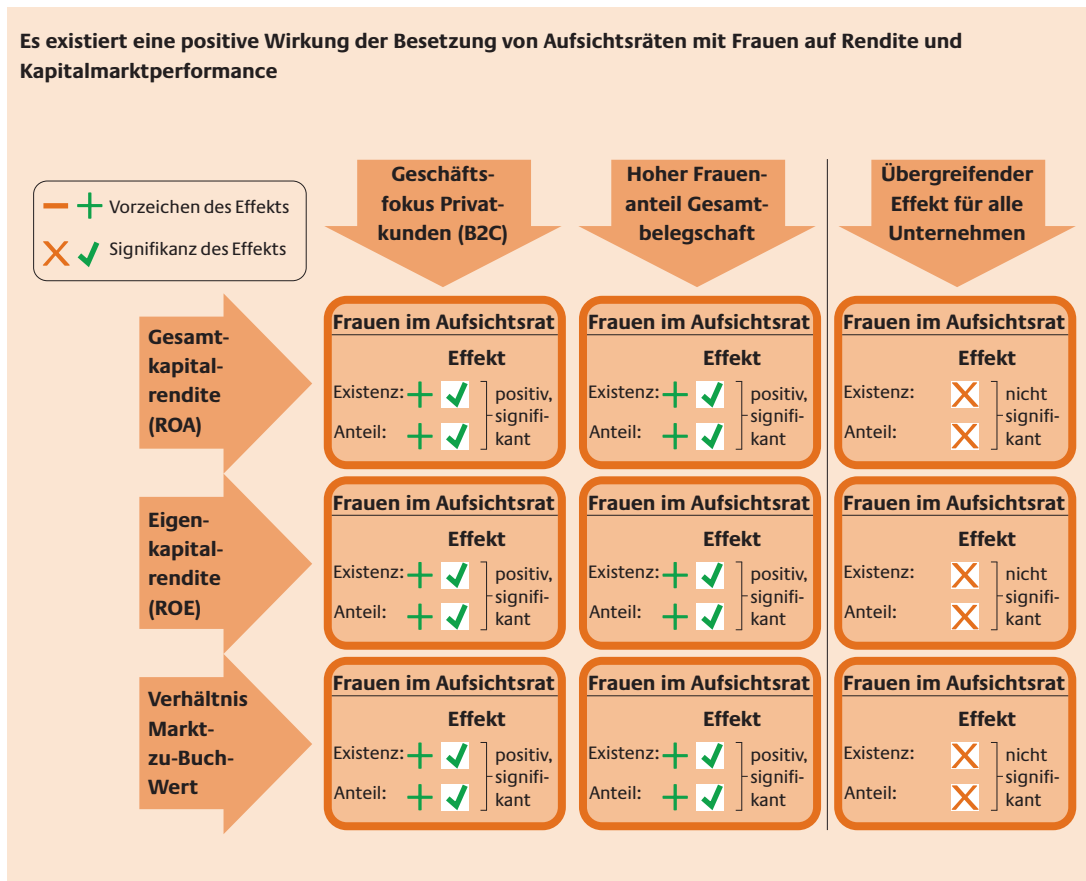 Es existiert eine positive Wirkung der Besetzung von Aufsichtsräten mit Frauen auf Rendite und
Kapitalmarktperformance
Geschäfts-
fokus Privat-
kunden (B2C)
Hoher Frauen-
anteil Gesamt-
belegschaft
Übergreifender
Effekt für alle
Unternehmen
Vorzeichen des Effekts
Signifikanz des Effekts
Gesamt-
kapital-
rendite
(ROA)
Frauen im Aufsichtsrat
Effekt
Existenz:
Anteil:
positiv,
signifi-
kant
Frauen im Aufsichtsrat
Effekt
Existenz:
Anteil:
positiv,
signifi-
kant
Frauen im Aufsichtsrat
Effekt
Existenz:
Anteil:
nicht
signifi-
kant
Eigen-
kapital-
rendite
(ROE)
Frauen im Aufsichtsrat
Effekt
Existenz:
Anteil:
positiv,
signifi-
kant
Frauen im Aufsichtsrat
Effekt
Existenz:
Anteil:
positiv,
signifi-
kant
Frauen im Aufsichtsrat
Effekt
Existenz:
Anteil:
nicht
signifi-
kant
Verhältnis
Markt-
zu-Buch-
Wert
Frauen im Aufsichtsrat
Effekt
Existenz:
Anteil:
positiv,
signifi-
kant
Frauen im Aufsichtsrat
Effekt
Existenz:
Anteil:
positiv,
signifi-
kant
Frauen im Aufsichtsrat
Effekt
Existenz:
Anteil:
nicht
signifi-
kant